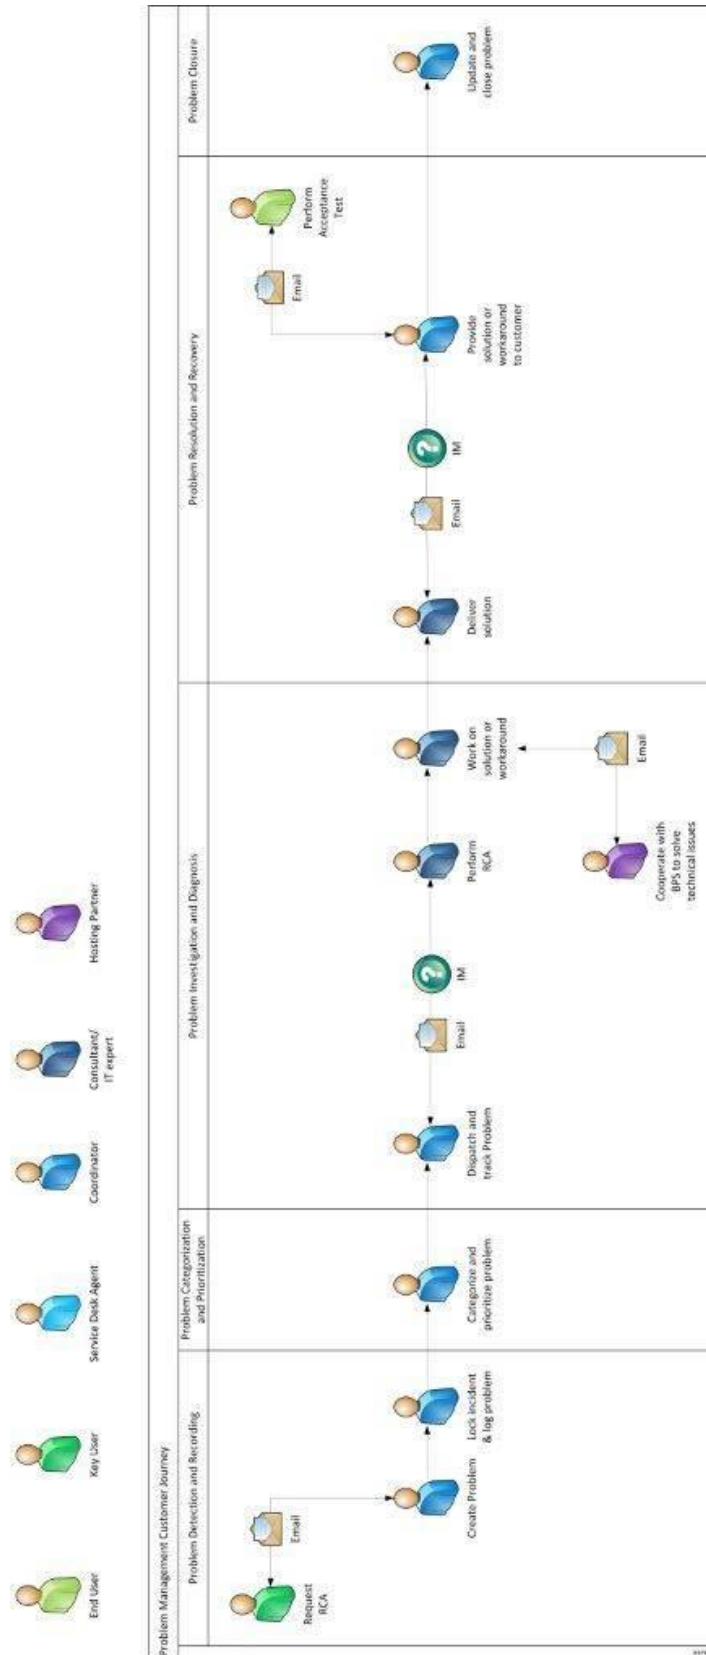 End User
Key User
Service Desk Agent
Coordinator
Consultant/
IT expert
Hosting Partner
Problem Management Customer Journey
Problem Detection and Recording
Problem Categorization
and Prioritization
Problem Investigation and Diagnosis
Problem Resolution and Recovery
Problem Closure
Request
RCA
Email
Create Problem
Lock incident
& log problem
Categorize and
prioritize problem
Dispatch and
track Problem
Email
IM
Perform
RCA
Work on
solution or
workaround
Cooperate with
BPS to solve
technical issues
Email
Deliver
solution
Email
IM
Provide
solution or
workaround
to customer
Email
Perform
Acceptance
Test
Update and
close problem